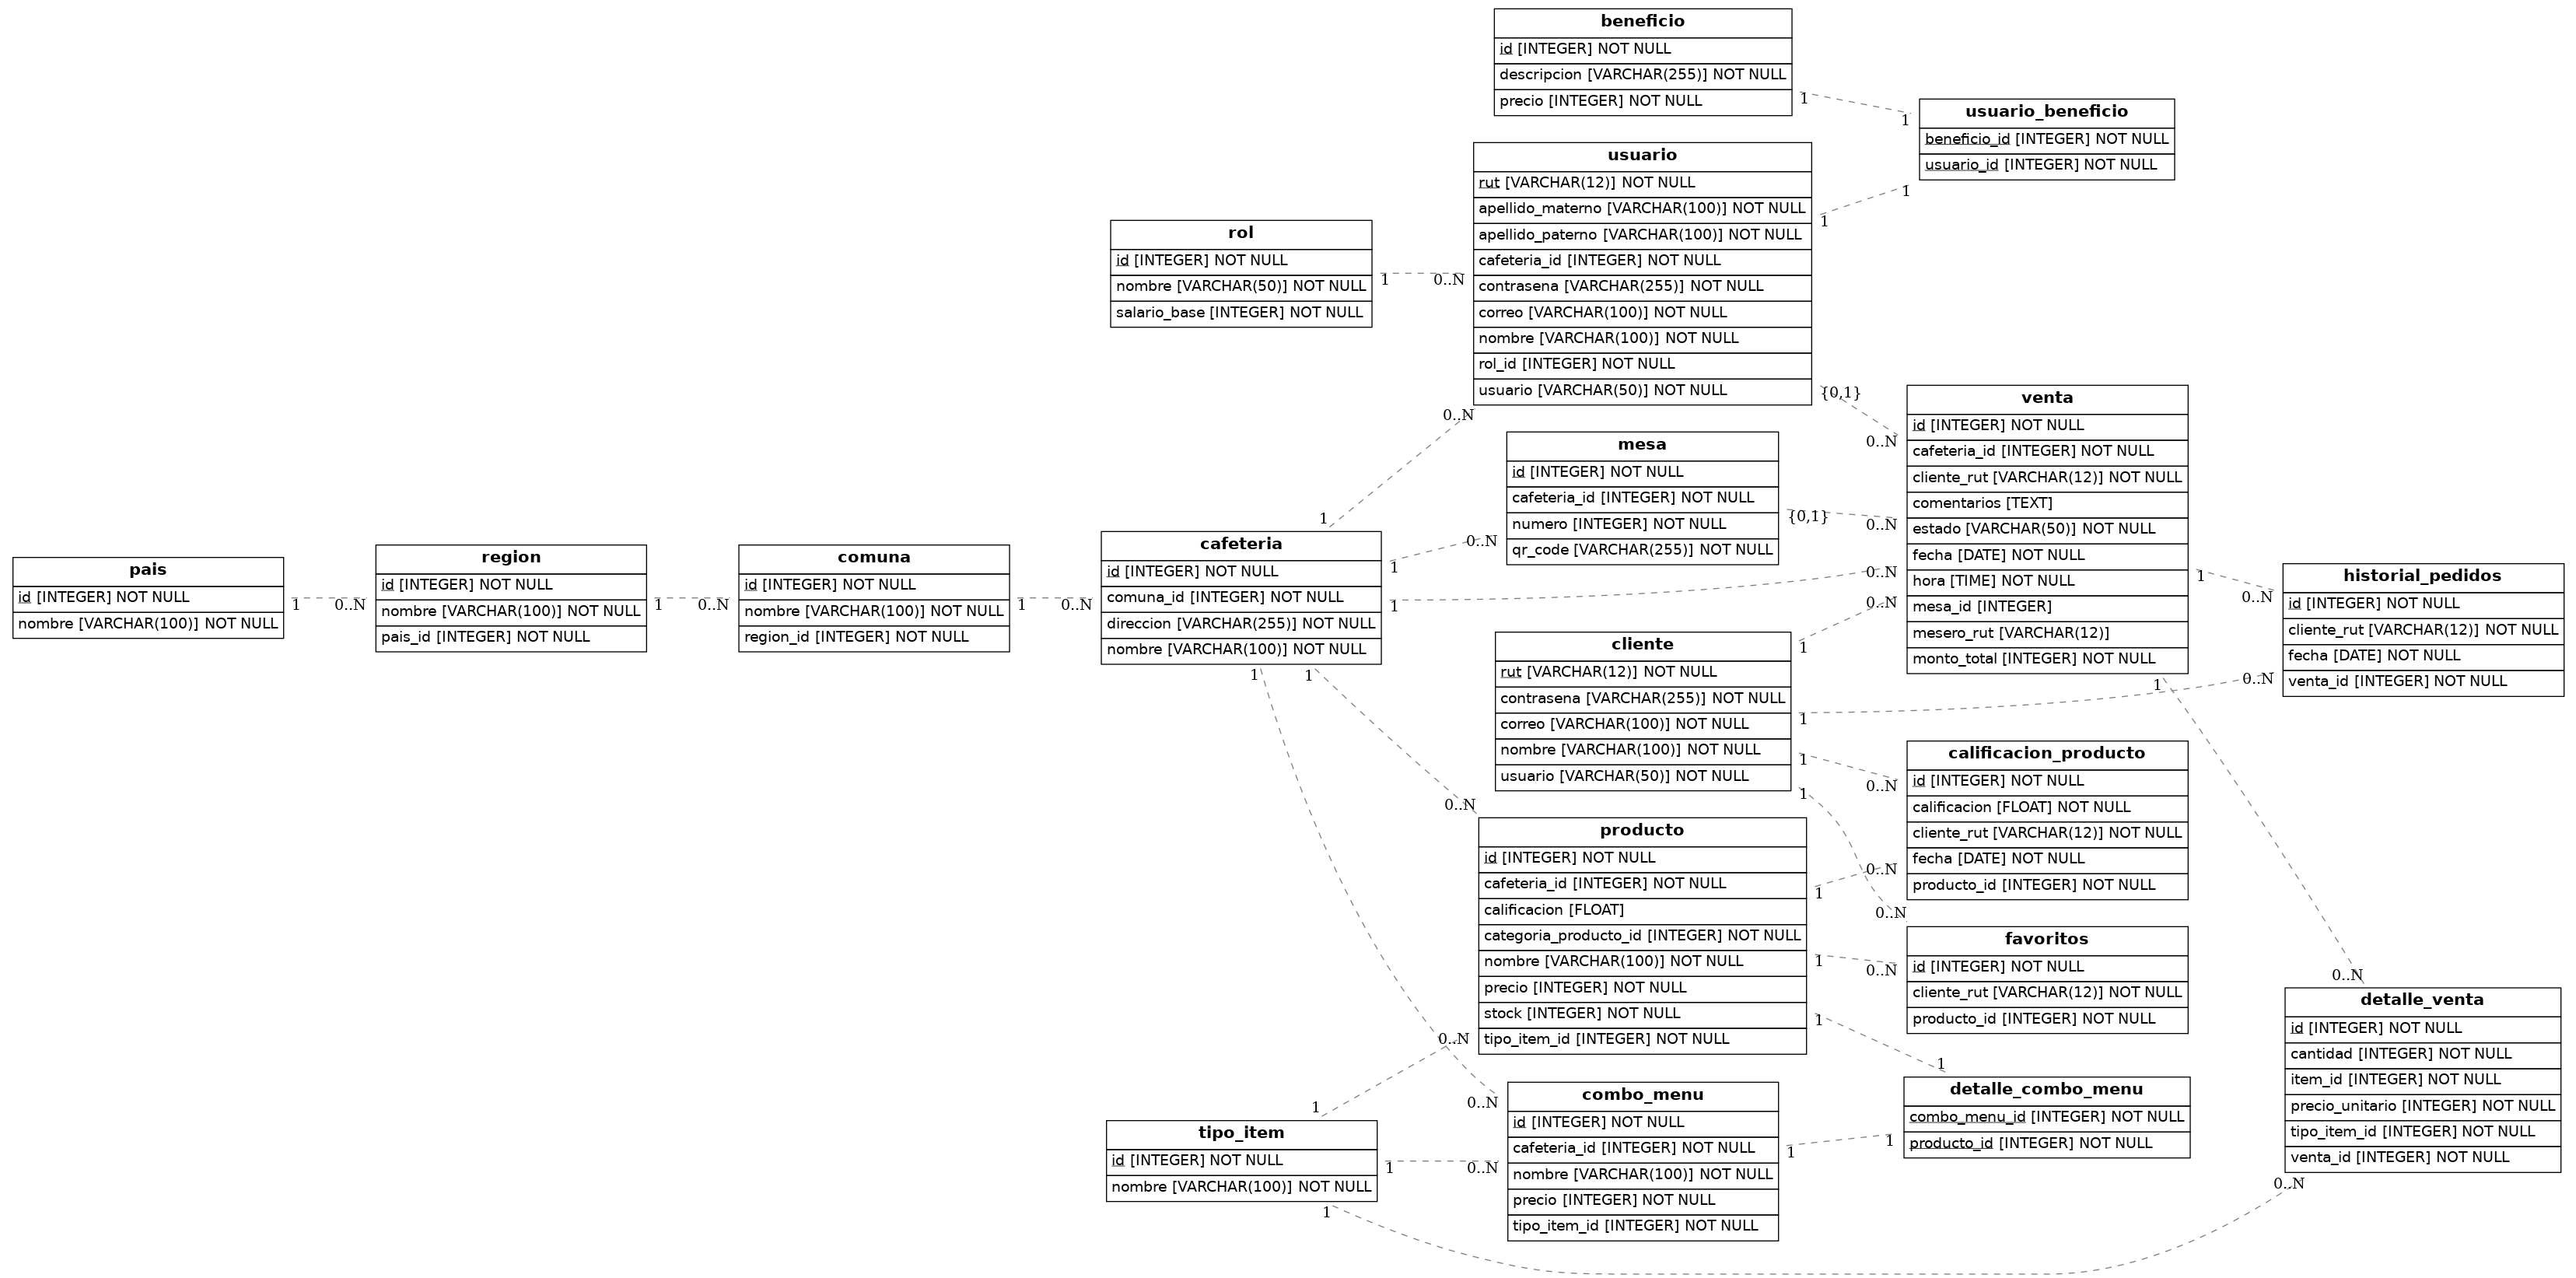 beneficio
id [INTEGER] NOT NULL
descripcion [VARCHAR(255)] NOT NULL
precio [INTEGER] NOT NULL
1
1
usuario_beneficio
beneficio_id [INTEGER] NOT NULL
usuario_id [INTEGER] NOT NULL
1
1
usuario
rut [VARCHAR(12)] NOT NULL
apellido_materno [VARCHAR(100)] NOT NULL
apellido_paterno [VARCHAR(100)] NOT NULL
cafeteria_id [INTEGER] NOT NULL
contrasena [VARCHAR(255)] NOT NULL
correo [VARCHAR(100)] NOT NULL
nombre [VARCHAR(100)] NOT NULL
rol_id [INTEGER] NOT NULL
usuario [VARCHAR(50)] NOT NULL
rol
id [INTEGER] NOT NULL
nombre [VARCHAR(50)] NOT NULL
salario_base [INTEGER] NOT NULL
1
0..N
{0,1}
0..N
0..N
1
venta
id [INTEGER] NOT NULL
cafeteria_id [INTEGER] NOT NULL
cliente_rut [VARCHAR(12)] NOT NULL
comentarios [TEXT]
estado [VARCHAR(50)] NOT NULL
fecha [DATE] NOT NULL
hora [TIME] NOT NULL
mesa_id [INTEGER]
mesero_rut [VARCHAR(12)]
monto_total [INTEGER] NOT NULL
mesa
id [INTEGER] NOT NULL
cafeteria_id [INTEGER] NOT NULL
numero [INTEGER] NOT NULL
qr_code [VARCHAR(255)] NOT NULL
{0,1}
0..N
1
0..N
1
0..N
pais
id [INTEGER] NOT NULL
nombre [VARCHAR(100)] NOT NULL
1
0..N
region
id [INTEGER] NOT NULL
nombre [VARCHAR(100)] NOT NULL
pais_id [INTEGER] NOT NULL
1
0..N
comuna
id [INTEGER] NOT NULL
nombre [VARCHAR(100)] NOT NULL
region_id [INTEGER] NOT NULL
1
0..N
cafeteria
id [INTEGER] NOT NULL
comuna_id [INTEGER] NOT NULL
direccion [VARCHAR(255)] NOT NULL
nombre [VARCHAR(100)] NOT NULL
1
1
historial_pedidos
id [INTEGER] NOT NULL
cliente_rut [VARCHAR(12)] NOT NULL
fecha [DATE] NOT NULL
venta_id [INTEGER] NOT NULL
1
0..N
cliente
rut [VARCHAR(12)] NOT NULL
contrasena [VARCHAR(255)] NOT NULL
correo [VARCHAR(100)] NOT NULL
nombre [VARCHAR(100)] NOT NULL
usuario [VARCHAR(50)] NOT NULL
1
0..N
1
0..N
1
0..N
1
0..N
calificacion_producto
id [INTEGER] NOT NULL
calificacion [FLOAT] NOT NULL
cliente_rut [VARCHAR(12)] NOT NULL
fecha [DATE] NOT NULL
producto_id [INTEGER] NOT NULL
0..N
producto
id [INTEGER] NOT NULL
cafeteria_id [INTEGER] NOT NULL
calificacion [FLOAT]
categoria_producto_id [INTEGER] NOT NULL
nombre [VARCHAR(100)] NOT NULL
precio [INTEGER] NOT NULL
stock [INTEGER] NOT NULL
tipo_item_id [INTEGER] NOT NULL
1
0..N
1
0..N
1
1
favoritos
id [INTEGER] NOT NULL
cliente_rut [VARCHAR(12)] NOT NULL
producto_id [INTEGER] NOT NULL
1
0..N
detalle_venta
id [INTEGER] NOT NULL
cantidad [INTEGER] NOT NULL
item_id [INTEGER] NOT NULL
precio_unitario [INTEGER] NOT NULL
tipo_item_id [INTEGER] NOT NULL
venta_id [INTEGER] NOT NULL
0..N
1
0..N
combo_menu
id [INTEGER] NOT NULL
cafeteria_id [INTEGER] NOT NULL
nombre [VARCHAR(100)] NOT NULL
precio [INTEGER] NOT NULL
tipo_item_id [INTEGER] NOT NULL
1
1
detalle_combo_menu
combo_menu_id [INTEGER] NOT NULL
producto_id [INTEGER] NOT NULL
tipo_item
id [INTEGER] NOT NULL
nombre [VARCHAR(100)] NOT NULL
1
0..N
1
0..N